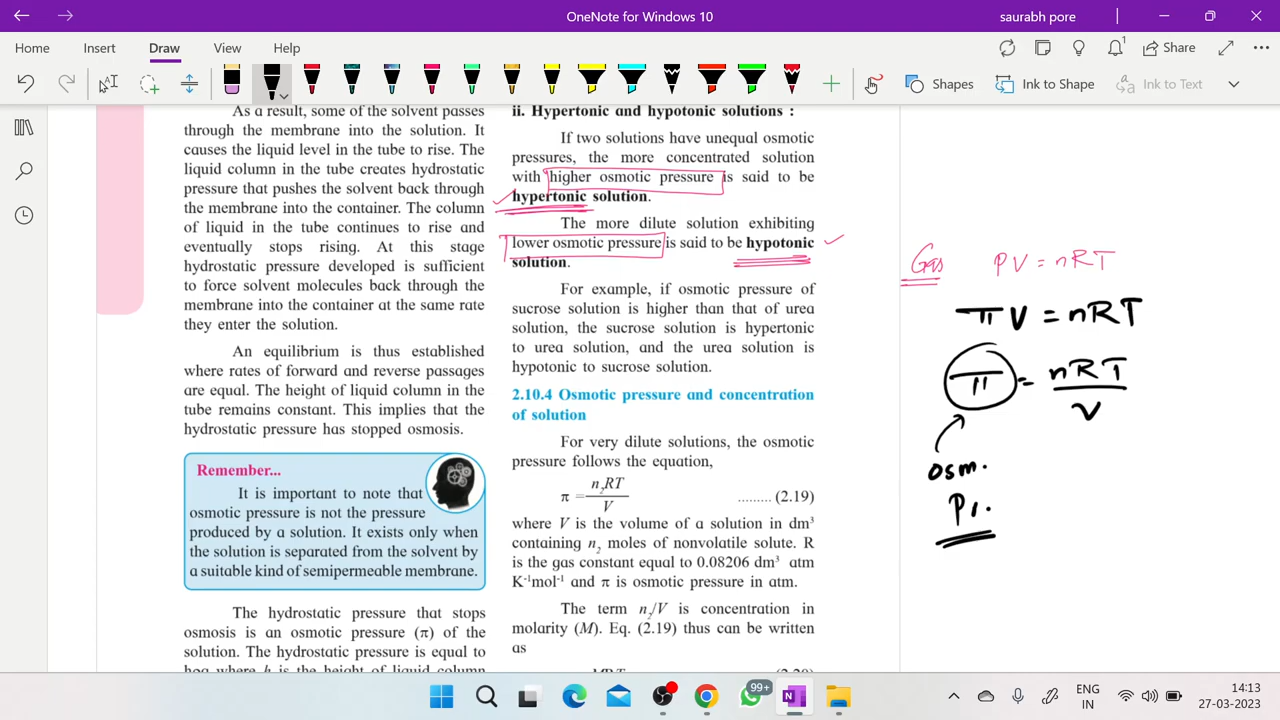 OneNote for Windows 10
saurabh pore
Home Insert Draw View Help
Share
Shapes
Ink to Shape
Ink to Text
As a result, some of the solvent passes
through the membrane into the solution. It
causes the liquid level in the tube to rise. The
liquid column in the tube creates hydrostatic
pressure that pushes the solvent back through
the membrane into the container. The column
of liquid in the tube continues to rise and
eventually stops rising. At this stage
hydrostatic pressure developed is sufficient
to force solvent molecules back through the
membrane into the container at the same rate
they enter the solution.
An equilibrium is thus established
where rates of forward and reverse passages
are equal. The height of liquid column in the
tube remains constant. This implies that the
hydrostatic pressure has stopped osmosis.
Remember...
It is important to note that
osmotic pressure is not the pressure
produced by a solution. It exists only when
the solution is separated from the solvent by
a suitable kind of semipermeable membrane.
The hydrostatic pressure that stops
osmosis is an osmotic pressure (π) of the
solution. The hydrostatic pressure is equal to
hρg where h is the height of liquid column
ii. Hypertonic and hypotonic solutions :
If two solutions have unequal osmotic
pressures, the more concentrated solution
with higher osmotic pressure is said to be
hypertonic solution.
The more dilute solution exhibiting
lower osmotic pressure is said to be hypotonic
solution.
For example, if osmotic pressure of
sucrose solution is higher than that of urea
solution, the sucrose solution is hypertonic
to urea solution, and the urea solution is
hypotonic to sucrose solution.
2.10.4 Osmotic pressure and concentration
of solution
For very dilute solutions, the osmotic
pressure follows the equation,
π = n₂RT / V ......... (2.19)
where V is the volume of a solution in dm³
containing n₂ moles of nonvolatile solute. R
is the gas constant equal to 0.08206 dm³ atm
K⁻¹mol⁻¹ and π is osmotic pressure in atm.
The term n₂/V is concentration in
molarity (M). Eq. (2.19) thus can be written
as
MRT (2.20)
Gas PV = nRT
π V = nRT
π = nRT / V
osm.
Pr.
99+
ENG
IN
14:13
27-03-2023